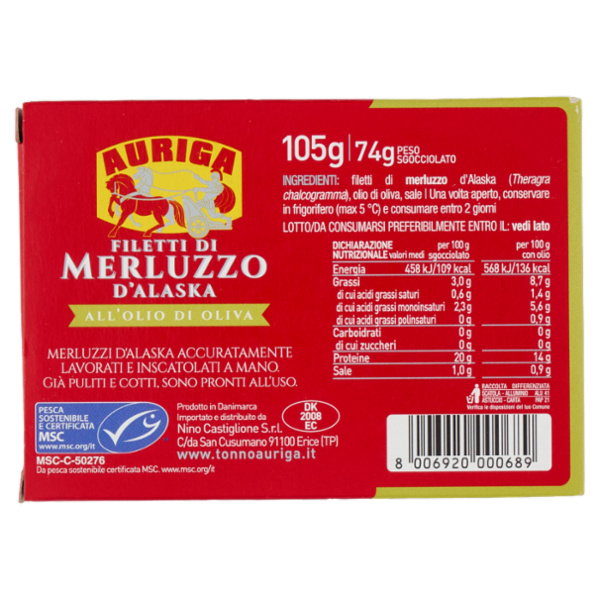 AURIGA
FILETTI DI
MERLUZZO
D'ALASKA
ALL'OLIO DI OLIVA
MERLUZZI D'ALASKA ACCURATAMENTE
LAVORATI E INSCATOLATI A MANO.
GIÀ PULITI E COTTI, SONO PRONTI ALL'USO.
105g | 74g PESO SGOCCIOLATO
INGREDIENTI: filetti di merluzzo d'Alaska (Theragra
chalcogramma), olio di oliva, sale | Una volta aperto, conservare
in frigorifero (max 5 °C) e consumare entro 2 giorni
LOTTO/DA CONSUMARSI PREFERIBILMENTE ENTRO IL: vedi lato
DICHIARAZIONE per 100 g per 100 g
NUTRIZIONALE valori medi sgocciolato con olio
Energia 458 kJ/109 kcal 568 kJ/136 kcal
Grassi 3,0 g 8,7 g
di cui acidi grassi saturi 0,6 g 1,4 g
di cui acidi grassi monoinsaturi 2,3 g 5,6 g
di cui acidi grassi polinsaturi 0,1 g 0,9 g
Carboidrati 0 g 0 g
di cui zuccheri 0 g 0 g
Proteine 20 g 14 g
Sale 1,0 g 0,9 g
RACCOLTA DIFFERENZIATA
SCATOLA - ALLUMINIO ALU 41
ASTUCCIO - CARTA PAP 21
Verifica le disposizioni del tuo Comune
PESCA
SOSTENIBILE
E CERTIFICATA
MSC
www.msc.org/it
MSC-C-50276
Da pesca sostenibile certificata MSC. www.msc.org/it
Prodotto in Danimarca
Importato e distribuito da
Nino Castiglione S.r.l.
C/da San Cusumano 91100 Erice (TP)
www.tonnoauriga.it
DK
2008
EC
8 006920 000689